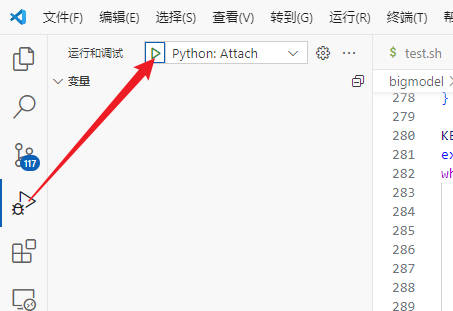 文件(F) 编辑(E) 选择(S) 查看(V) 转到(G) 运行(R) 终端(T)
运行和调试 Python: Attach
变量
117
$ test.sh
bigmodel
278 }
279
280 KE
281 ex
282 wh
283
284
285
286
287
288
289